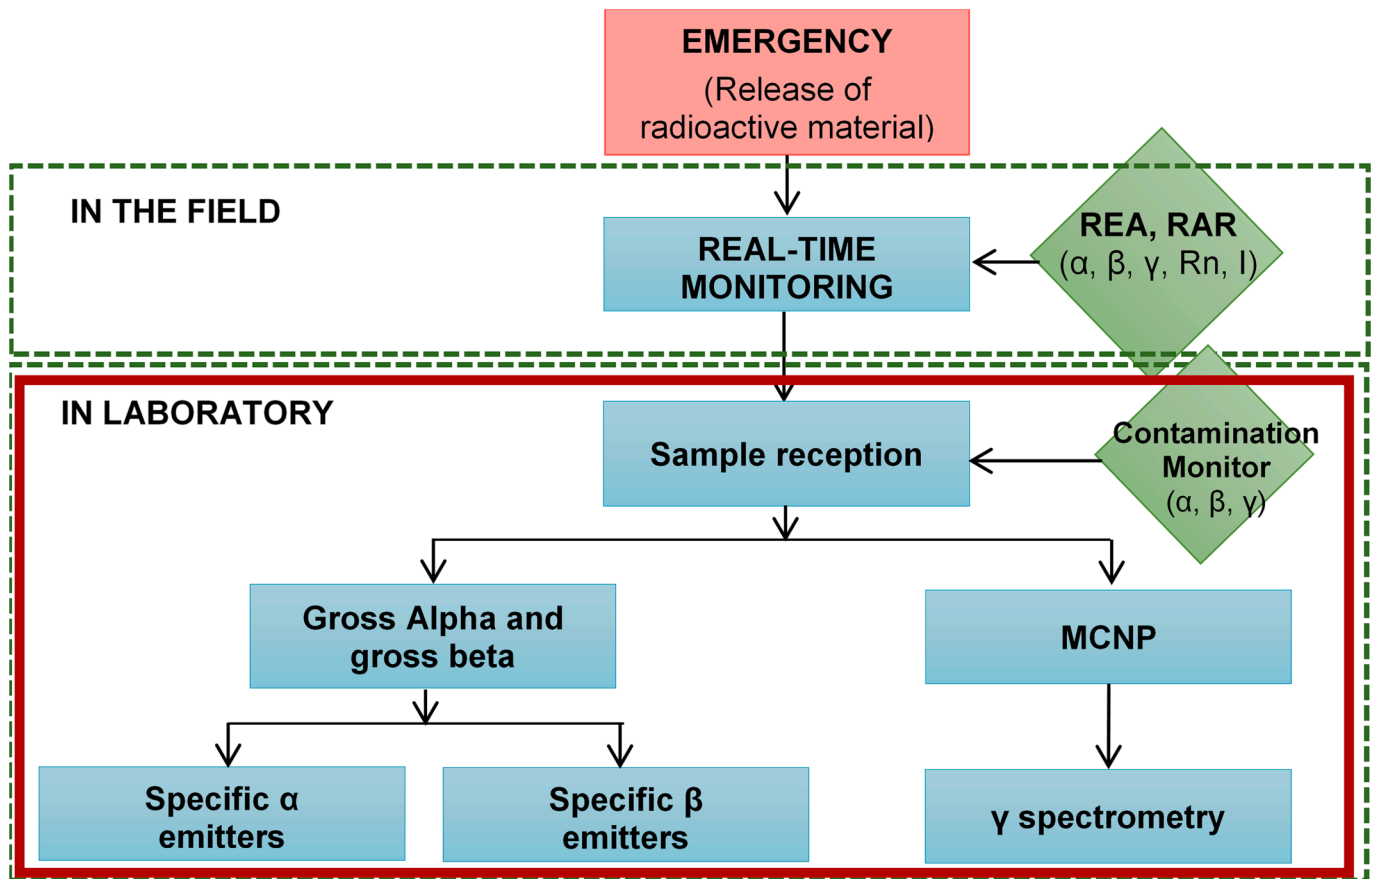 EMERGENCY
(Release of
radioactive material)
IN THE FIELD
REAL-TIME
MONITORING
REA, RAR
(α, β, γ, Rn, I)
IN LABORATORY
Sample reception
Contamination
Monitor
(α, β, γ)
Gross Alpha and
gross beta
MCNP
Specific α
emitters
Specific β
emitters
γ spectrometry